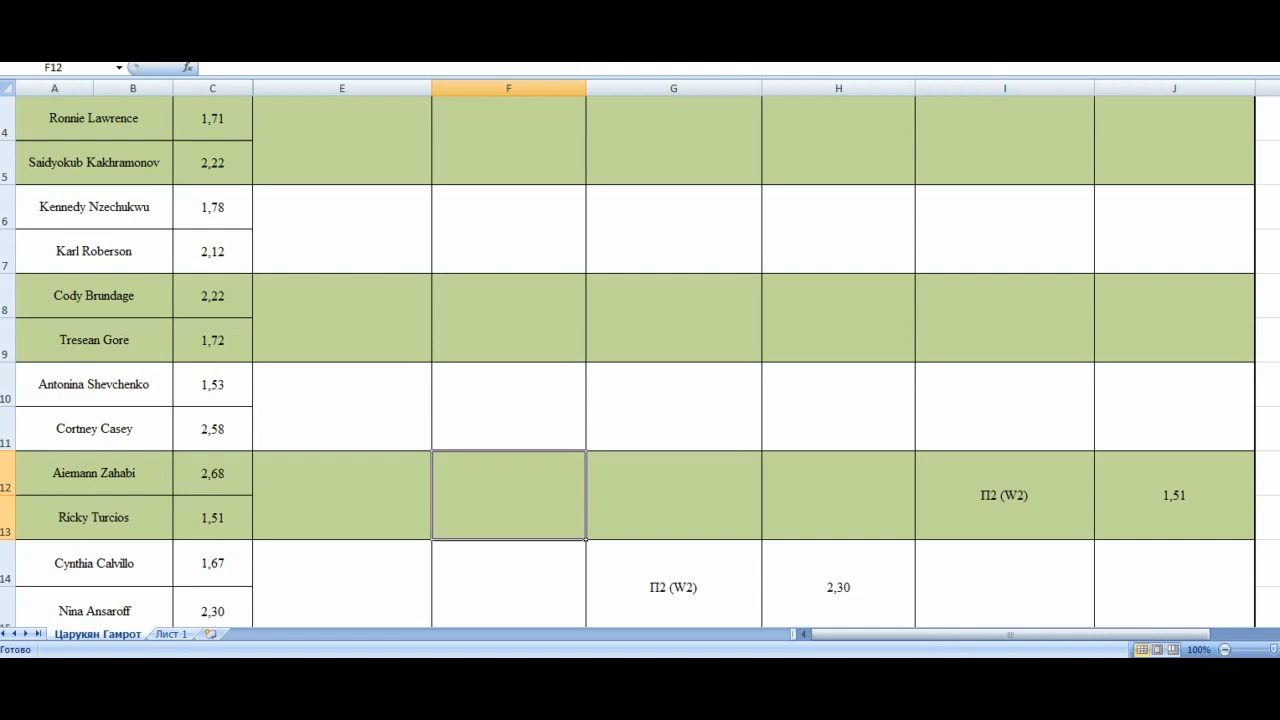 F12
A B C E F G H I J
4 Ronnie Lawrence 1,71
5 Saidyokub Kakhramonov 2,22
6 Kennedy Nzechukwu 1,78
7 Karl Roberson 2,12
8 Cody Brundage 2,22
9 Tresean Gore 1,72
10 Antonina Shevchenko 1,53
11 Cortney Casey 2,58
12 Aiemann Zahabi 2,68
П2 (W2) 1,51
13 Ricky Turcios 1,51
14 Cynthia Calvillo 1,67
П2 (W2) 2,30
Nina Ansaroff 2,30
Царукян Гамрот Лист 1
Готово 100%